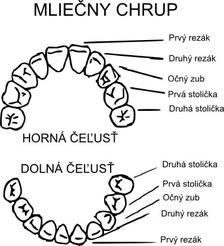 MLIEČNY CHRUP
Prvý rezák
Druhý rezák
Očný zub
Prvá stolička
Druhá stolička
HORNÁ ČEĽUSŤ
DOLNÁ ČEĽUSŤ
Druhá stolička
Prvá stolička
Očný zub
Druhý rezák
Prvý rezák